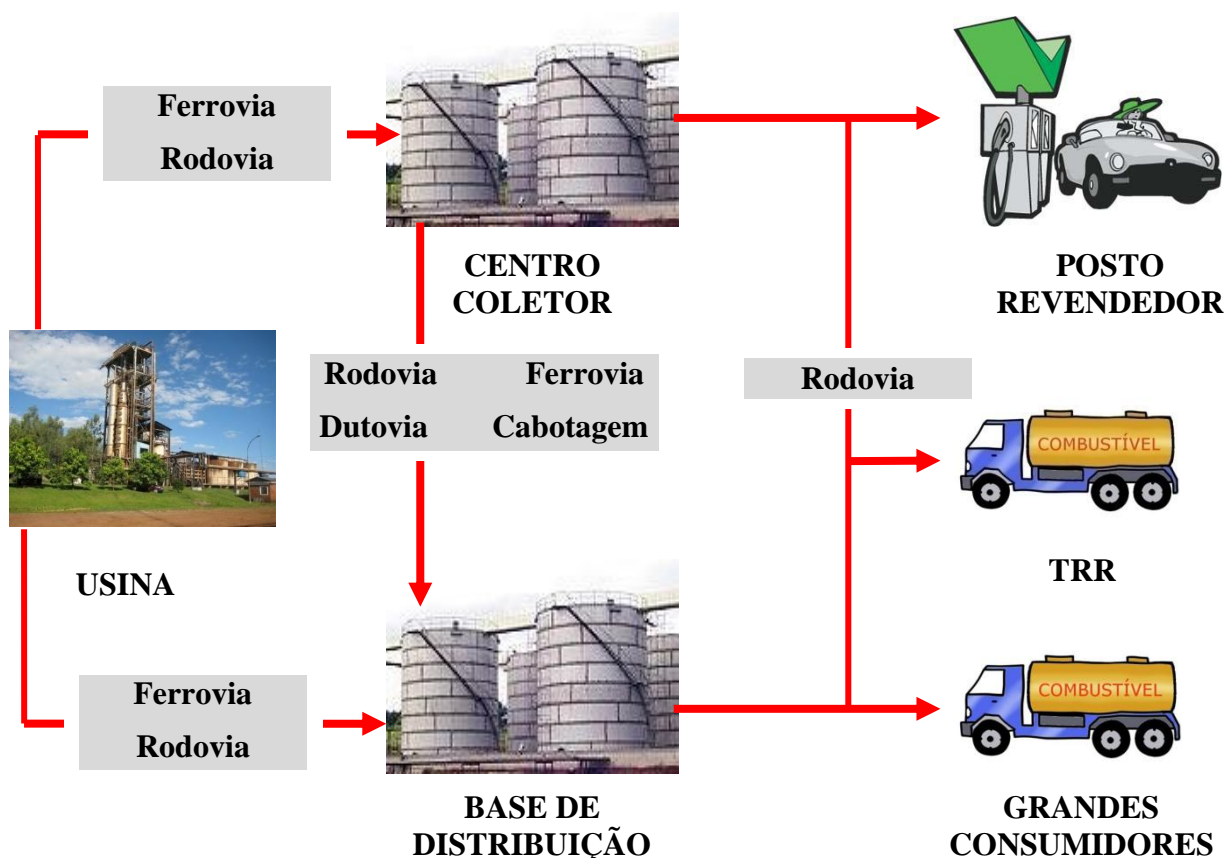 Ferrovia
Rodovia
CENTRO
COLETOR
POSTO
REVENDEDOR
Rodovia Ferrovia
Dutovia Cabotagem
Rodovia
COMBUSTÍVEL
USINA
TRR
Ferrovia
Rodovia
COMBUSTÍVEL
BASE DE
DISTRIBUIÇÃO
GRANDES
CONSUMIDORES